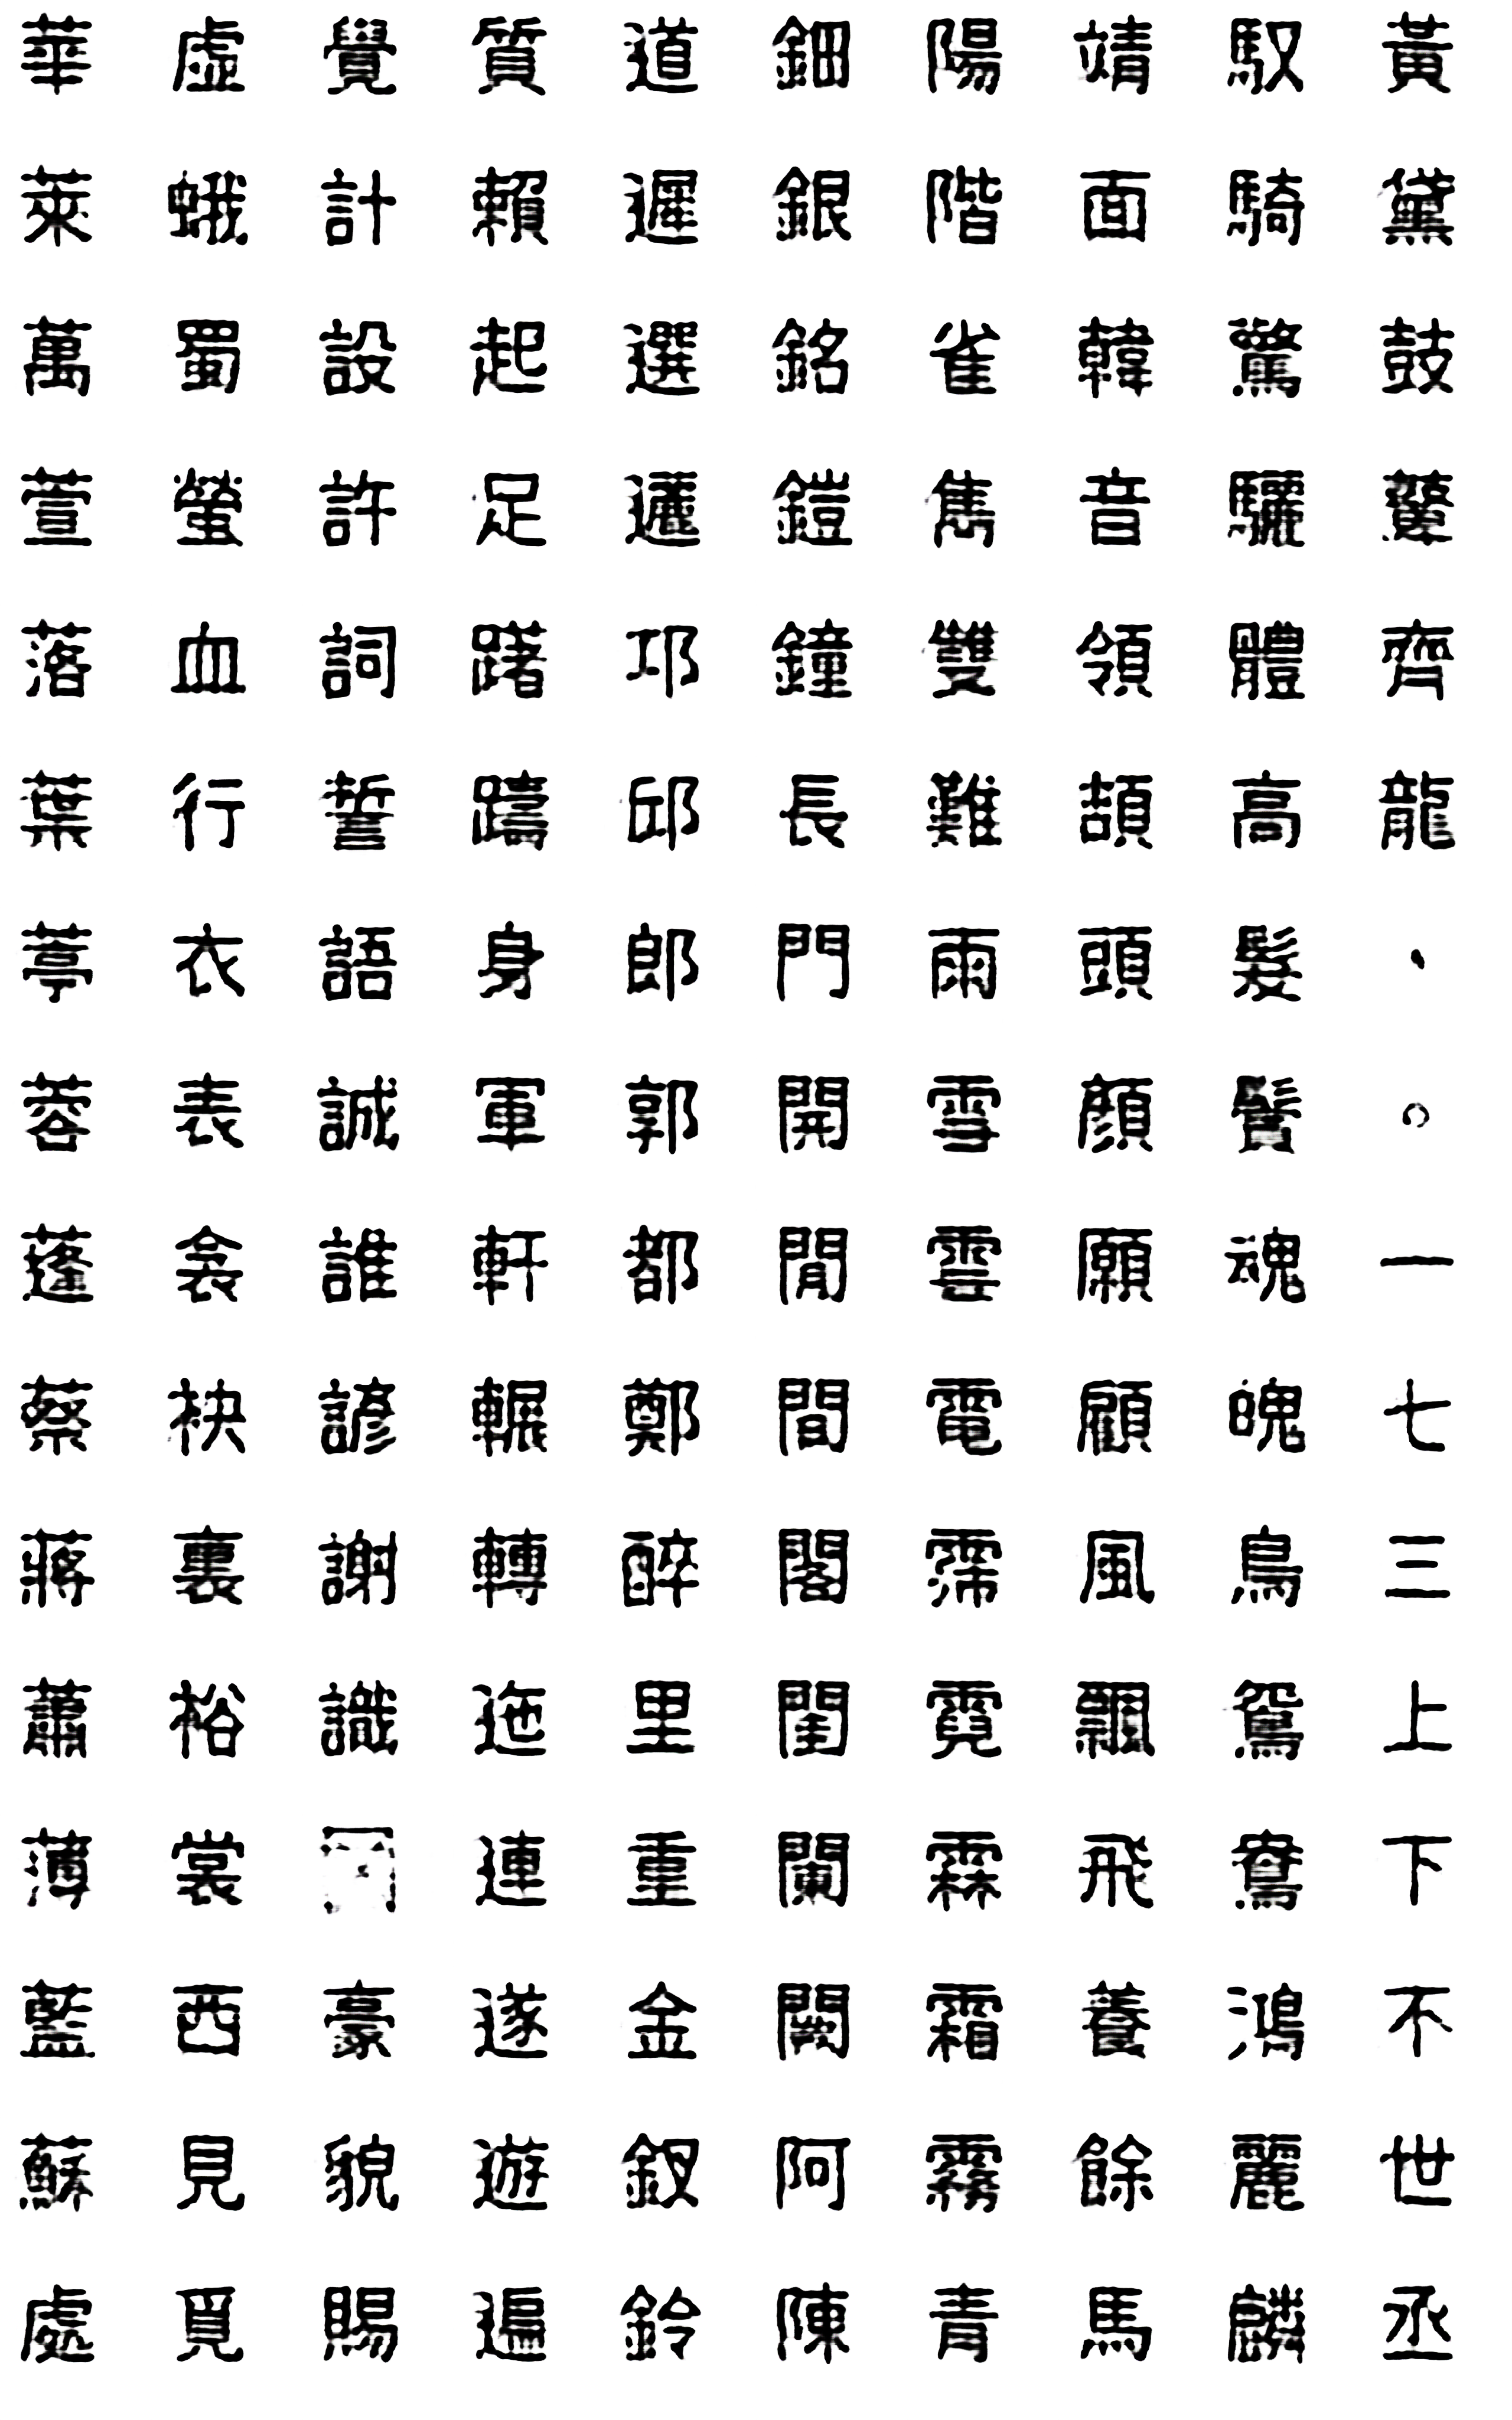 華萊萬萱落葉葶蓉蓬蔡蔣蕭薄藍蘇處
虛蛾蜀螢血行衣表衾袂裏裕裳西見覓
覺計設許詞誓語誠誰諺謝識豪貌賜
質賴起足躇躊身軍軒輾轉迤連遂遊遍
道遲選邐邛邱郎郭都鄭醉里重金釵鈴
鈿銀銘鎧鐘長門開閒間閣閨闌闕阿陳
陽階雀雋雙難雨雪雲電霈霓霖霜霧青
靖面韓音領頡頭顏願顧風飄飛養餘馬
馭騎驚驪體高髮鬢魂魄鳥鴛鴦鴻麗麟
黃黛鼓鼙齊龍、。一七三上下不世丞